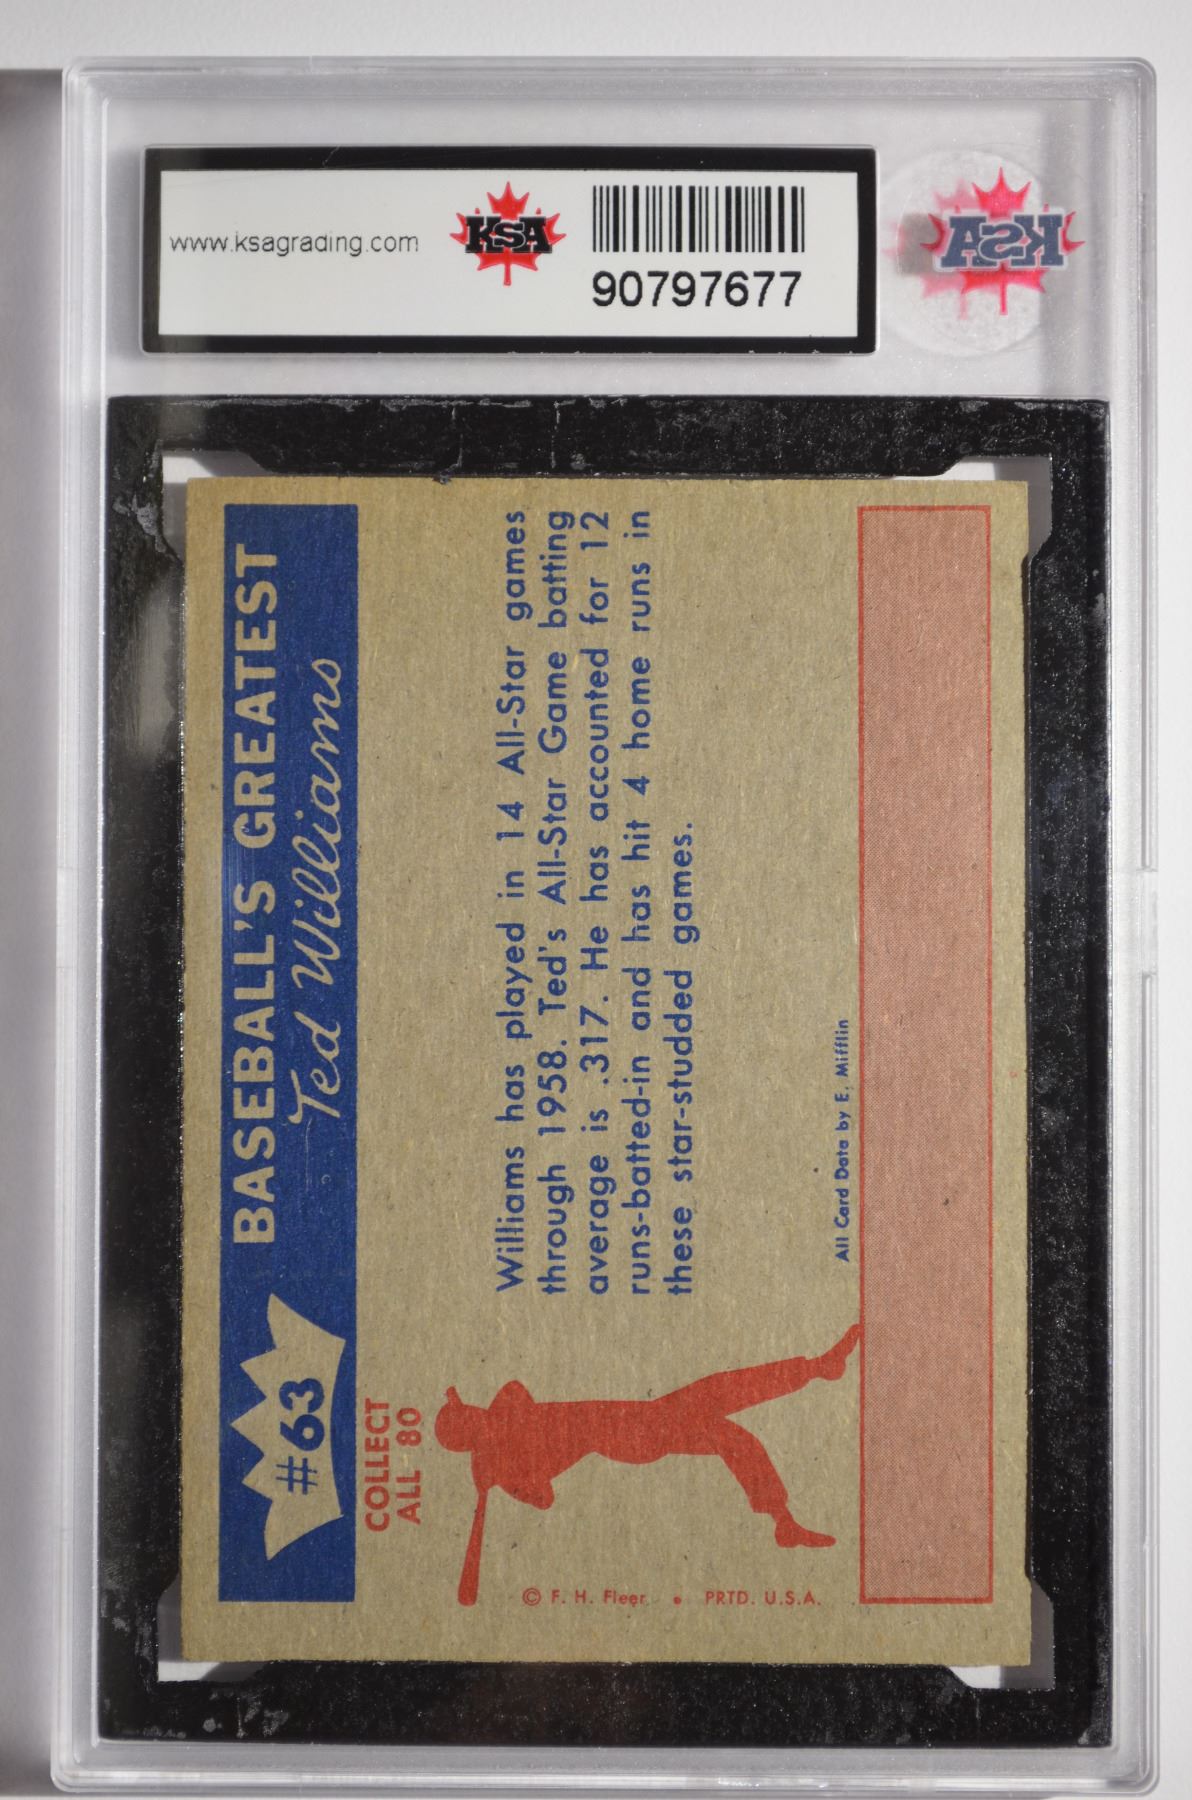 www.ksagrading.com
KSA
90797677
KSA
BASEBALL'S GREATEST
Ted Williams
#63
COLLECT
ALL 80
Williams has played in 14 All-Star games
through 1958. Ted's All-Star Game batting
average is .317. He has accounted for 12
runs-batted-in and has hit 4 home runs in
these star-studded games.
All Card Data by E. Mifflin
© F. H. Fleer • PRTD. U.S.A.